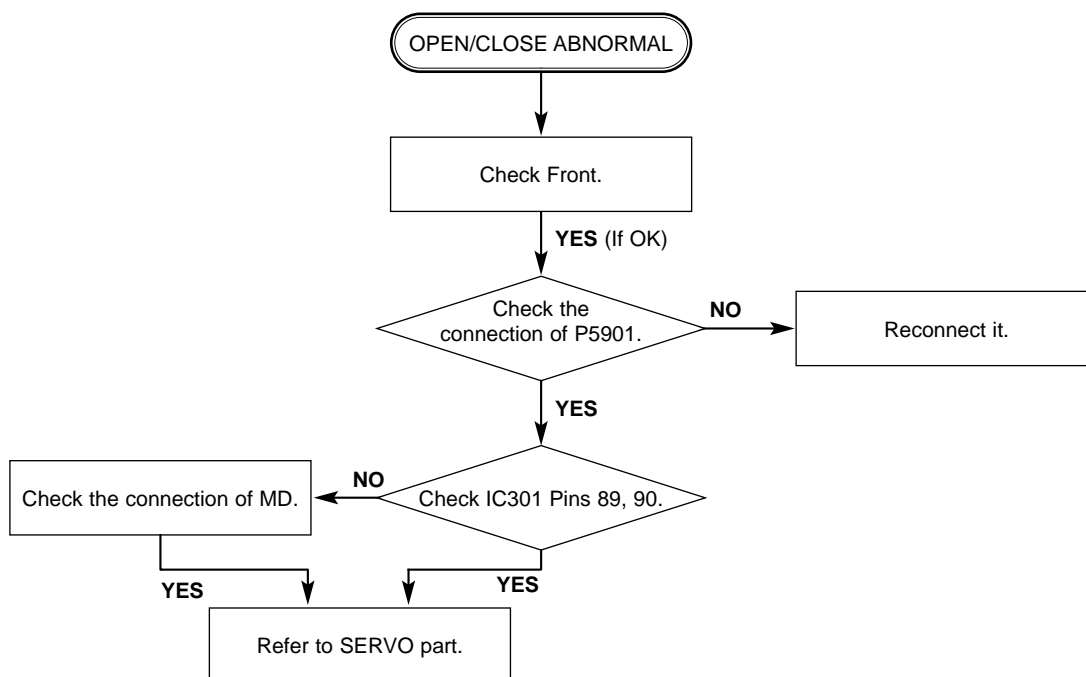 OPEN/CLOSE ABNORMAL
Check Front.
YES (If OK)
Check the
connection of P5901.
NO
Reconnect it.
YES
Check IC301 Pins 89, 90.
NO
Check the connection of MD.
YES
YES
Refer to SERVO part.